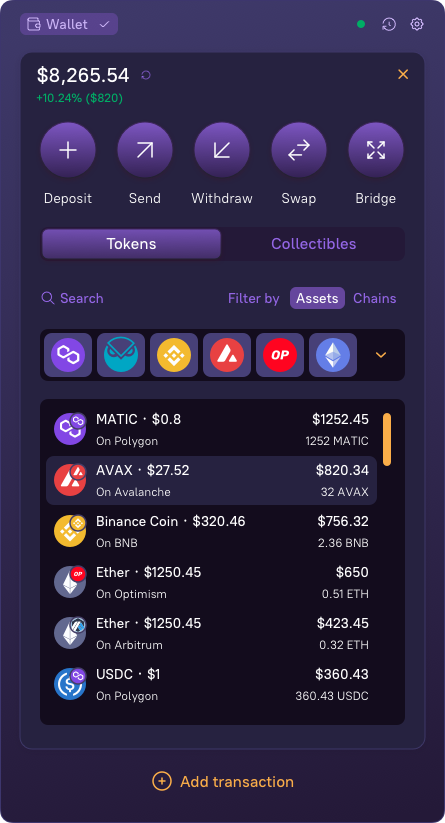 Wallet
$8,265.54
+10.24% ($820)
Deposit Send Withdraw Swap Bridge
Tokens Collectibles
Search Filter by Assets Chains
OP
MATIC · $0.8 $1252.45
On Polygon 1252 MATIC
AVAX · $27.52 $820.34
On Avalanche 32 AVAX
Binance Coin · $320.46 $756.32
On BNB 2.36 BNB
OP
Ether · $1250.45 $650
On Optimism 0.51 ETH
Ether · $1250.45 $423.45
On Arbitrum 0.32 ETH
USDC · $1 $360.43
On Polygon 360.43 USDC
Add transaction